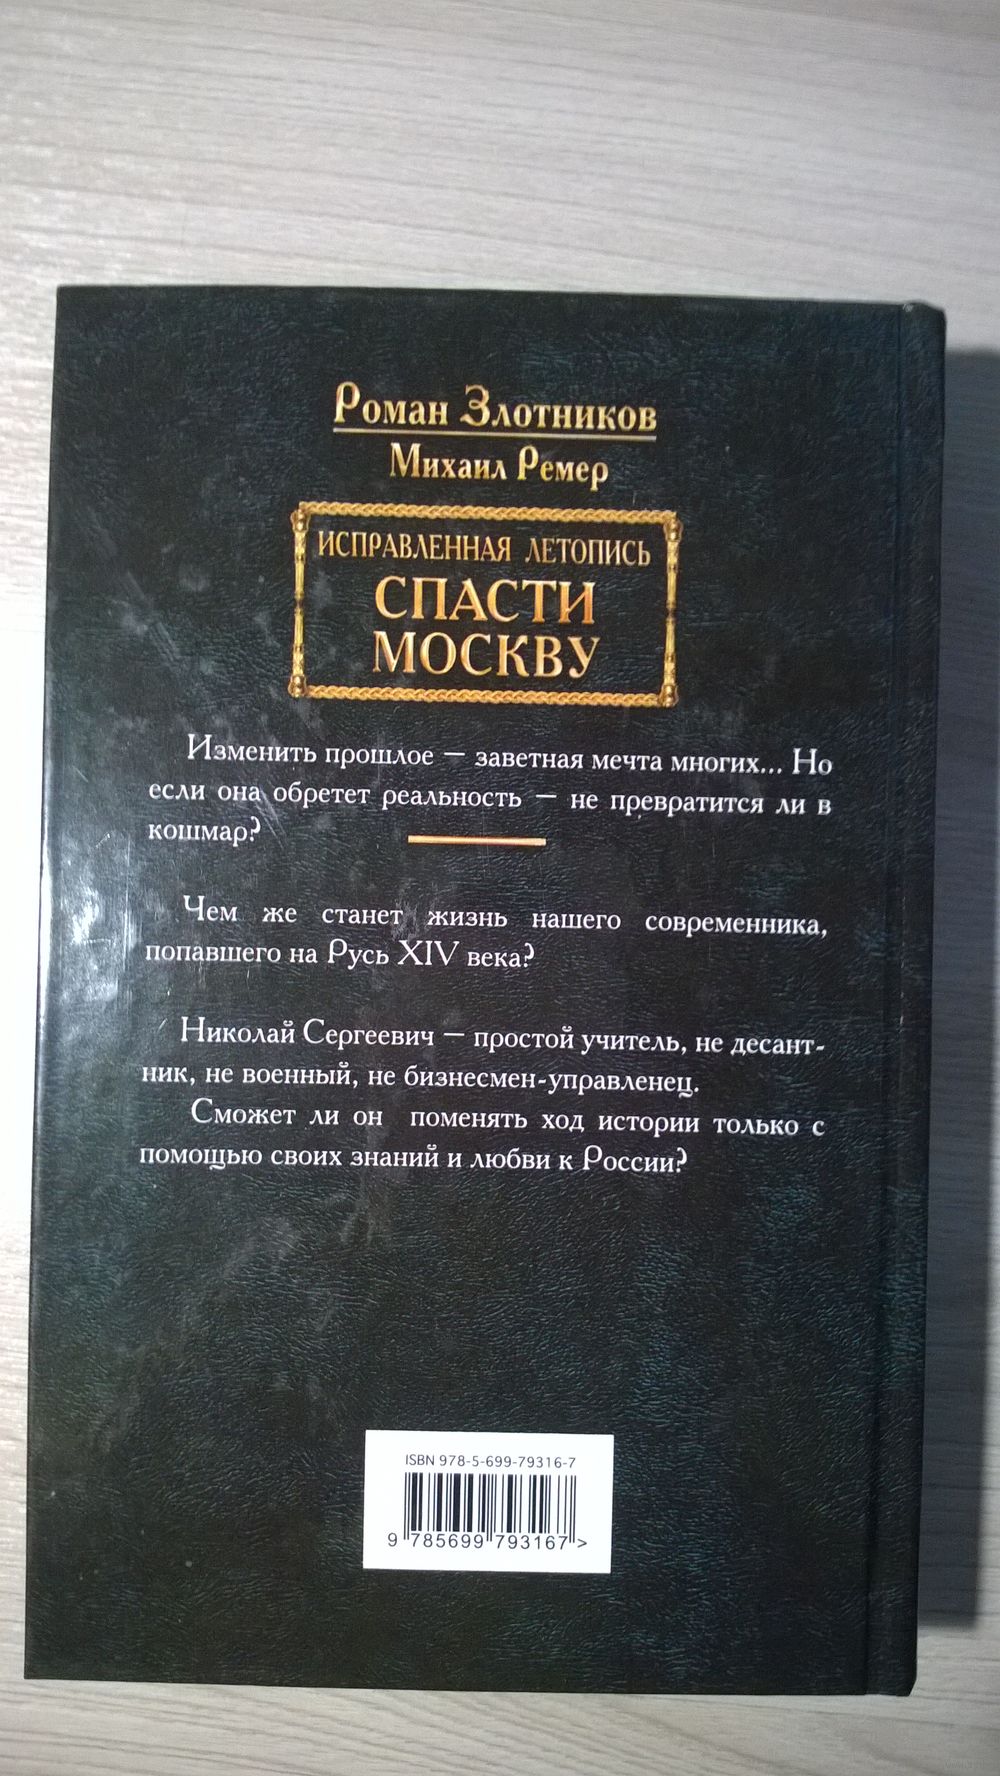 Роман Злотников
Михаил Ремер
ИСПРАВЛЕННАЯ ЛЕТОПИСЬ
СПАСТИ
МОСКВУ
Изменить прошлое — заветная мечта многих... Но
если она обретет реальность — не превратится ли в
кошмар?
Чем же станет жизнь нашего современника,
попавшего на Русь XIV века?
Николай Сергеевич — простой учитель, не десант-
ник, не военный, не бизнесмен-управленец.
Сможет ли он поменять ход истории только с
помощью своих знаний и любви к России?
ISBN 978-5-699-79316-7
9 785699 793167 >